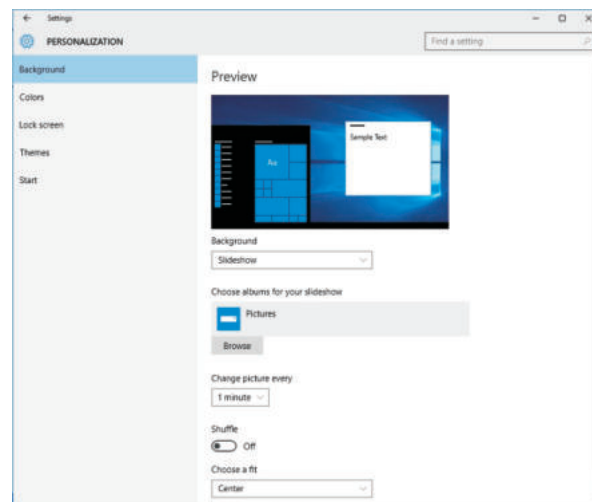 Settings
PERSONALIZATION
Find a setting
Background
Colors
Lock screen
Themes
Start
Preview
Sample Text
Aa
Background
Slideshow
Choose albums for your slideshow
Pictures
Browse
Change picture every
1 minute
Shuffle
Off
Choose a fit
Center